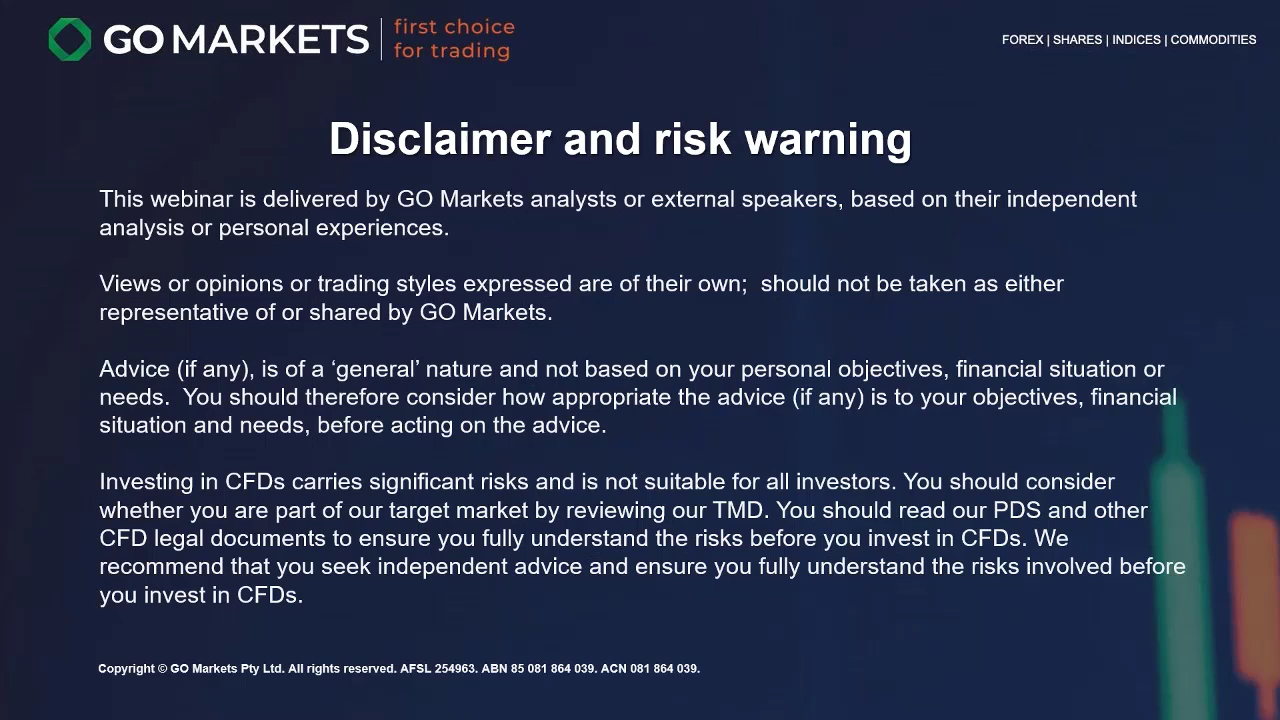 GO MARKETS
first choice
for trading
FOREX | SHARES | INDICES | COMMODITIES
Disclaimer and risk warning
This webinar is delivered by GO Markets analysts or external speakers, based on their independent
analysis or personal experiences.
Views or opinions or trading styles expressed are of their own;  should not be taken as either
representative of or shared by GO Markets.
Advice (if any), is of a ‘general’ nature and not based on your personal objectives, financial situation or
needs.  You should therefore consider how appropriate the advice (if any) is to your objectives, financial
situation and needs, before acting on the advice.
Investing in CFDs carries significant risks and is not suitable for all investors. You should consider
whether you are part of our target market by reviewing our TMD. You should read our PDS and other
CFD legal documents to ensure you fully understand the risks before you invest in CFDs. We
recommend that you seek independent advice and ensure you fully understand the risks involved before
you invest in CFDs.
Copyright © GO Markets Pty Ltd. All rights reserved. AFSL 254963. ABN 85 081 864 039. ACN 081 864 039.